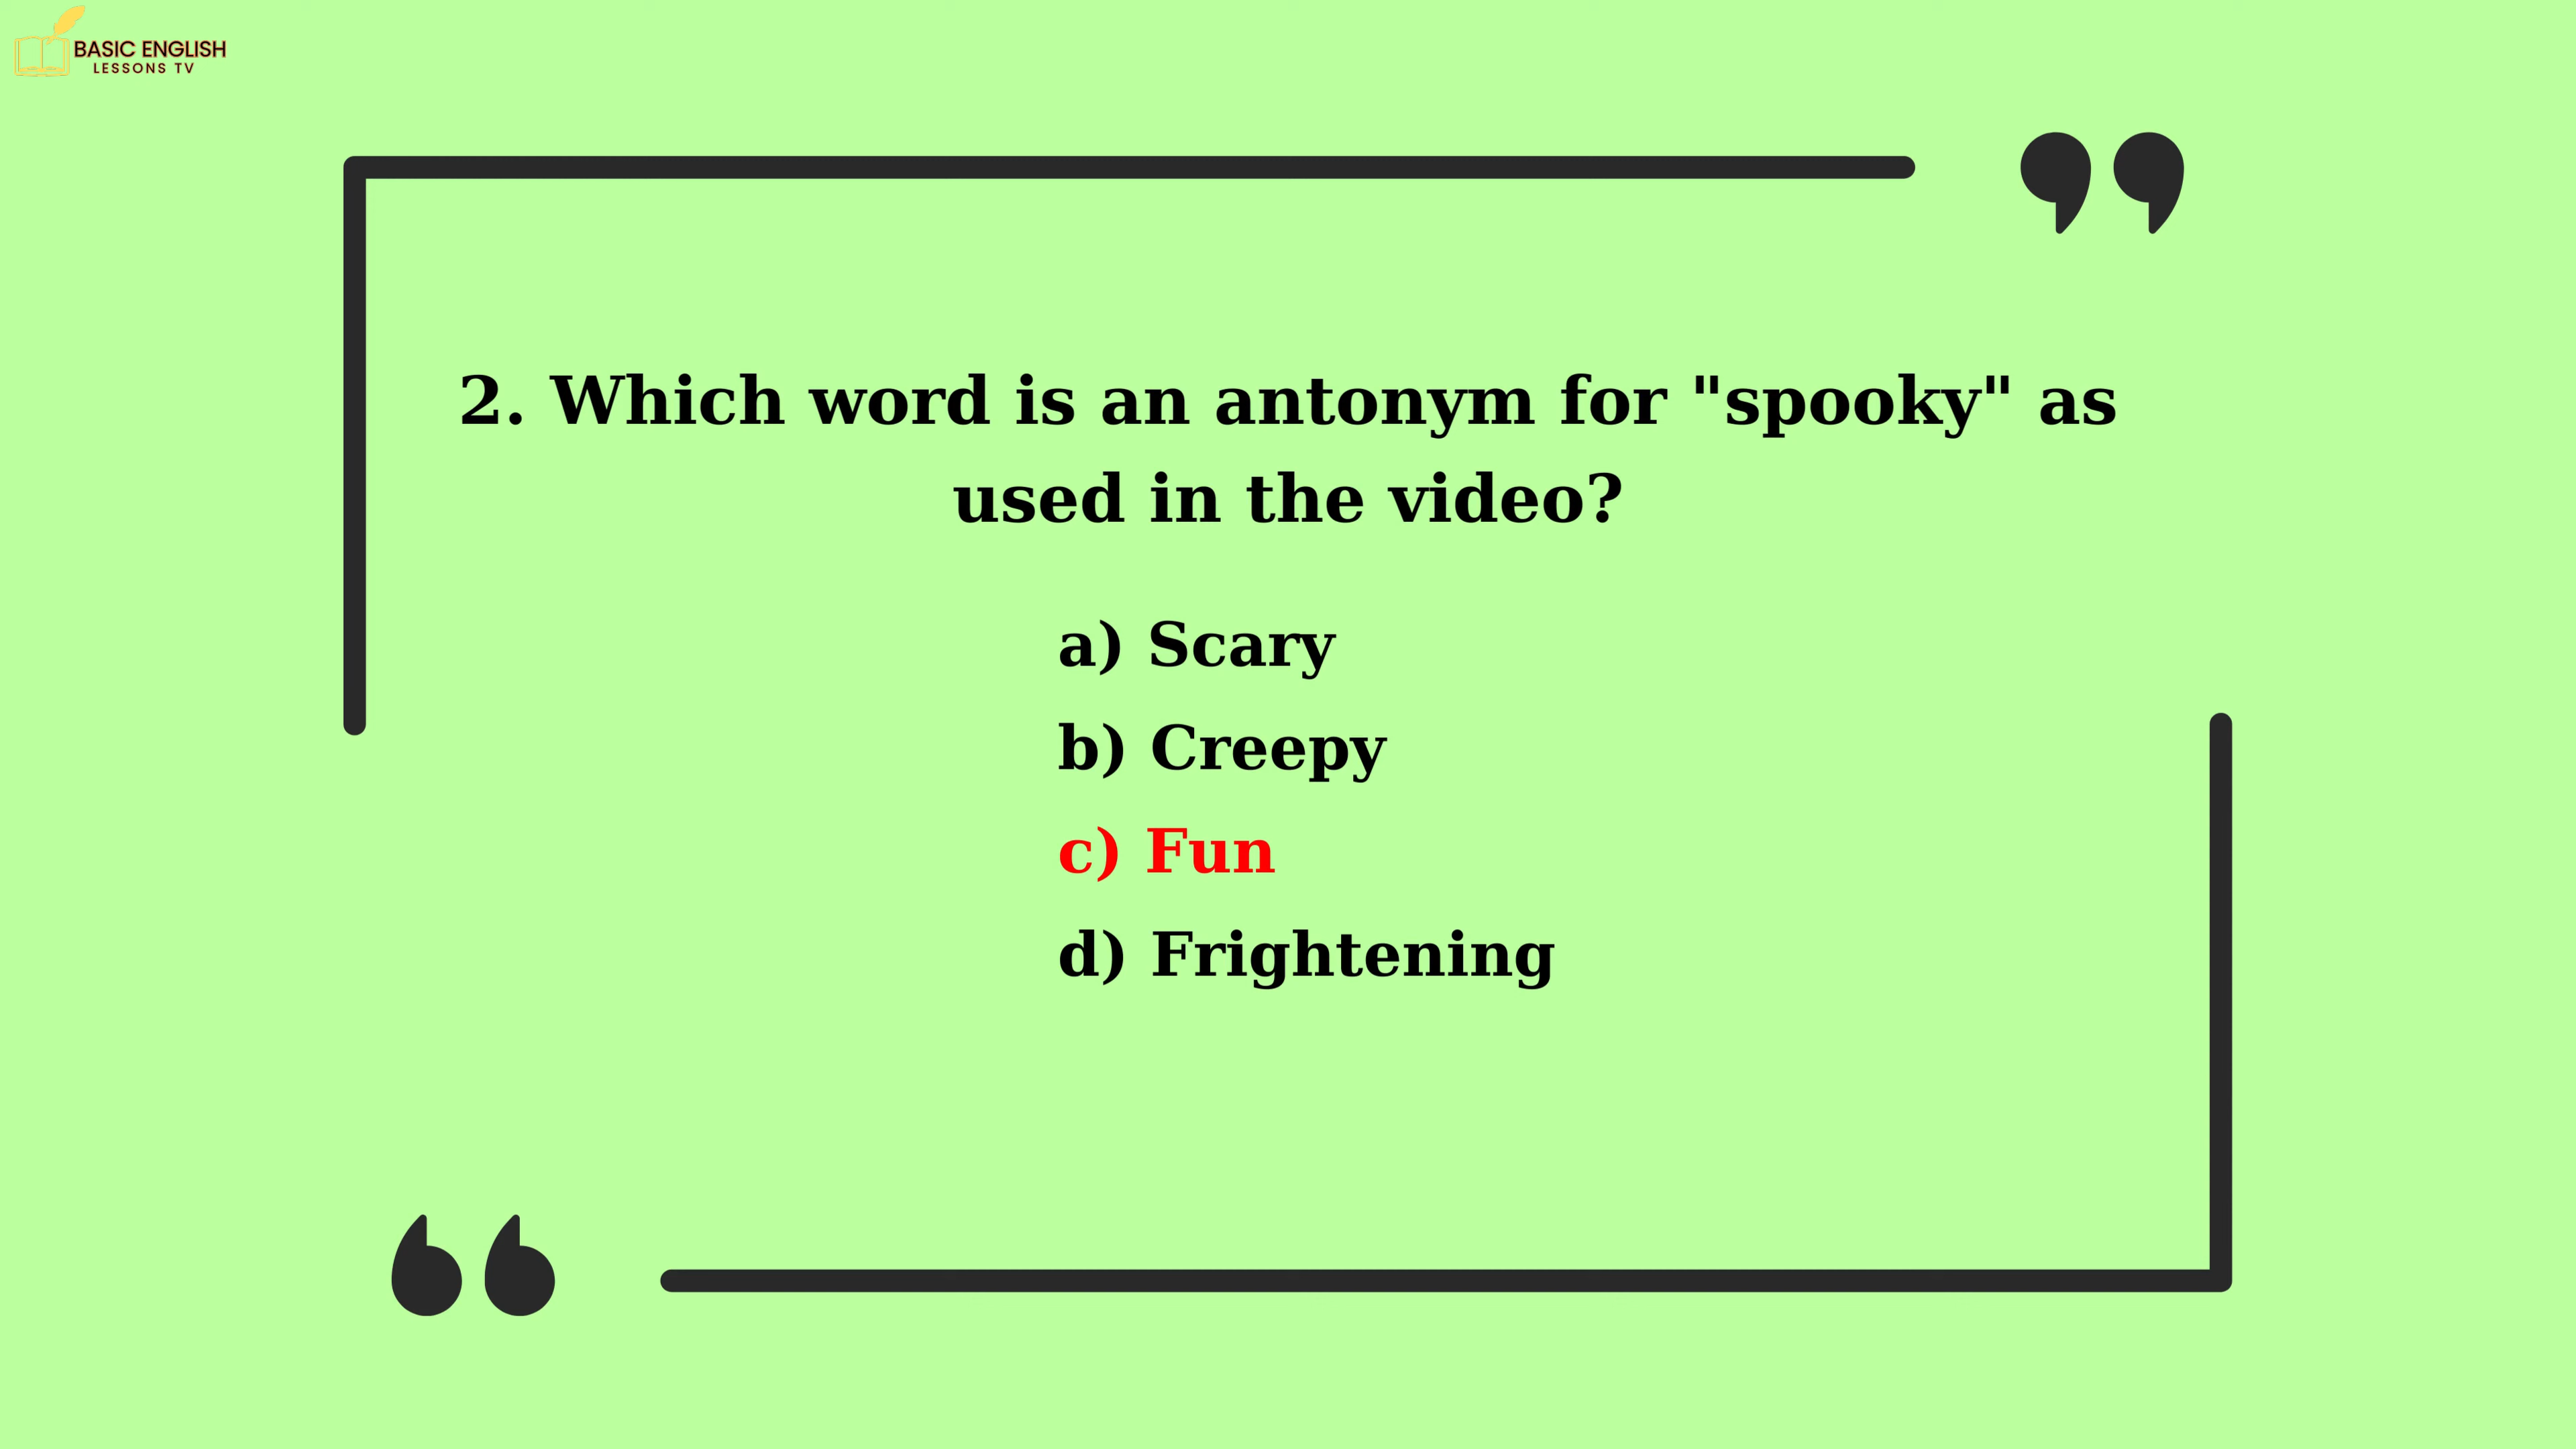 BASIC ENGLISH
LESSONS TV
2. Which word is an antonym for "spooky" as
used in the video?
a) Scary
b) Creepy
c) Fun
d) Frightening